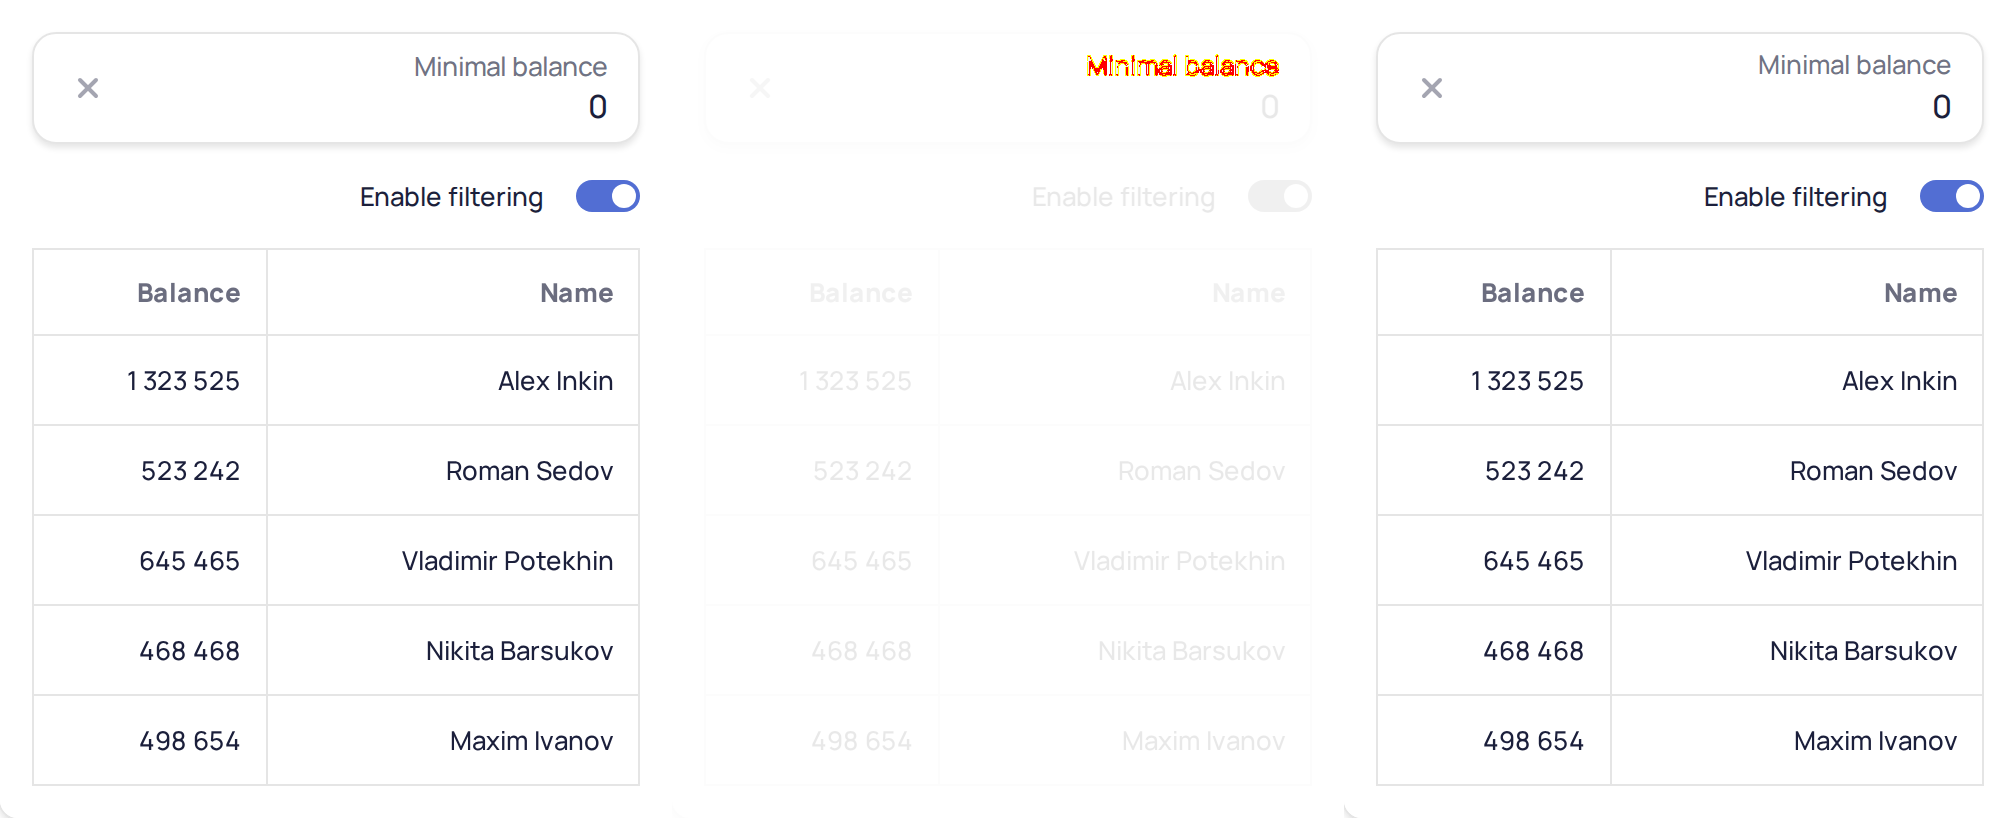 Minimal balance
0
Enable filtering
Balance Name
1 323 525 Alex Inkin
523 242 Roman Sedov
645 465 Vladimir Potekhin
468 468 Nikita Barsukov
498 654 Maxim Ivanov
Minimal balance
0
Enable filtering
Balance Name
1 323 525 Alex Inkin
523 242 Roman Sedov
645 465 Vladimir Potekhin
468 468 Nikita Barsukov
498 654 Maxim Ivanov
Minimal balance
0
Enable filtering
Balance Name
1 323 525 Alex Inkin
523 242 Roman Sedov
645 465 Vladimir Potekhin
468 468 Nikita Barsukov
498 654 Maxim Ivanov